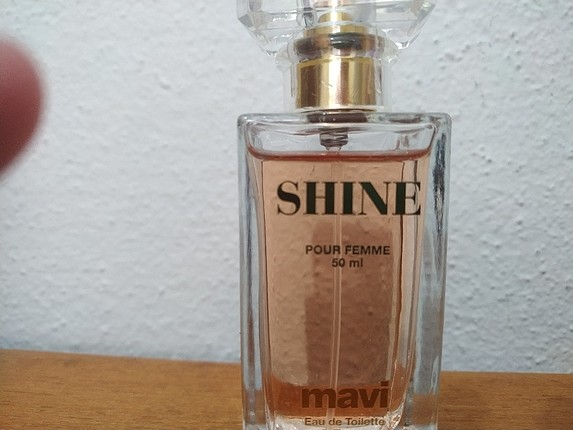 SHINE
POUR FEMME
50 ml
mavi
Eau de Toilette